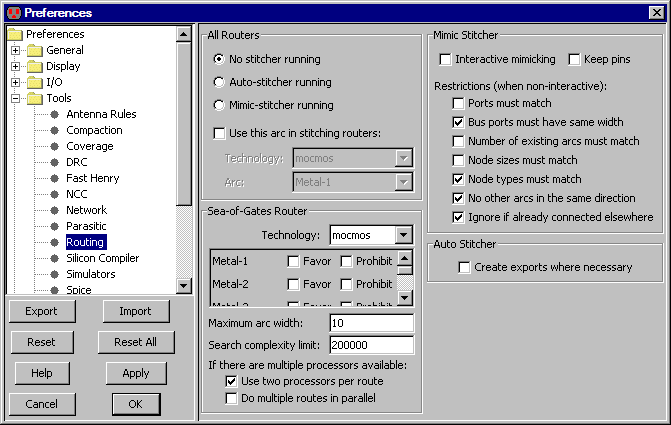 Preferences
Preferences
General
Display
I/O
Tools
Antenna Rules
Compaction
Coverage
DRC
Fast Henry
NCC
Network
Parasitic
Routing
Silicon Compiler
Simulators
Spice
Export
Import
Reset
Reset All
Help
Apply
Cancel
OK
All Routers
No stitcher running
Auto-stitcher running
Mimic-stitcher running
Use this arc in stitching routers:
Technology: mocmos
Arc: Metal-1
Sea-of-Gates Router
Technology: mocmos
Metal-1 Favor Prohibit
Metal-2 Favor Prohibit
Metal-3 Favor Prohibit
Maximum arc width: 10
Search complexity limit: 200000
If there are multiple processors available:
Use two processors per route
Do multiple routes in parallel
Mimic Stitcher
Interactive mimicking Keep pins
Restrictions (when non-interactive):
Ports must match
Bus ports must have same width
Number of existing arcs must match
Node sizes must match
Node types must match
No other arcs in the same direction
Ignore if already connected elsewhere
Auto Stitcher
Create exports where necessary